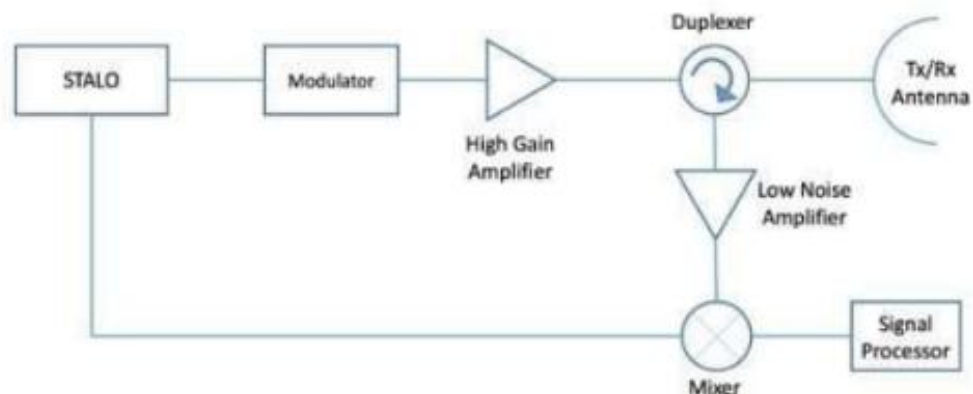 Duplexer
STALO
Modulator
Tx/Rx
Antenna
High Gain
Amplifier
Low Noise
Amplifier
Signal
Processor
Mixer